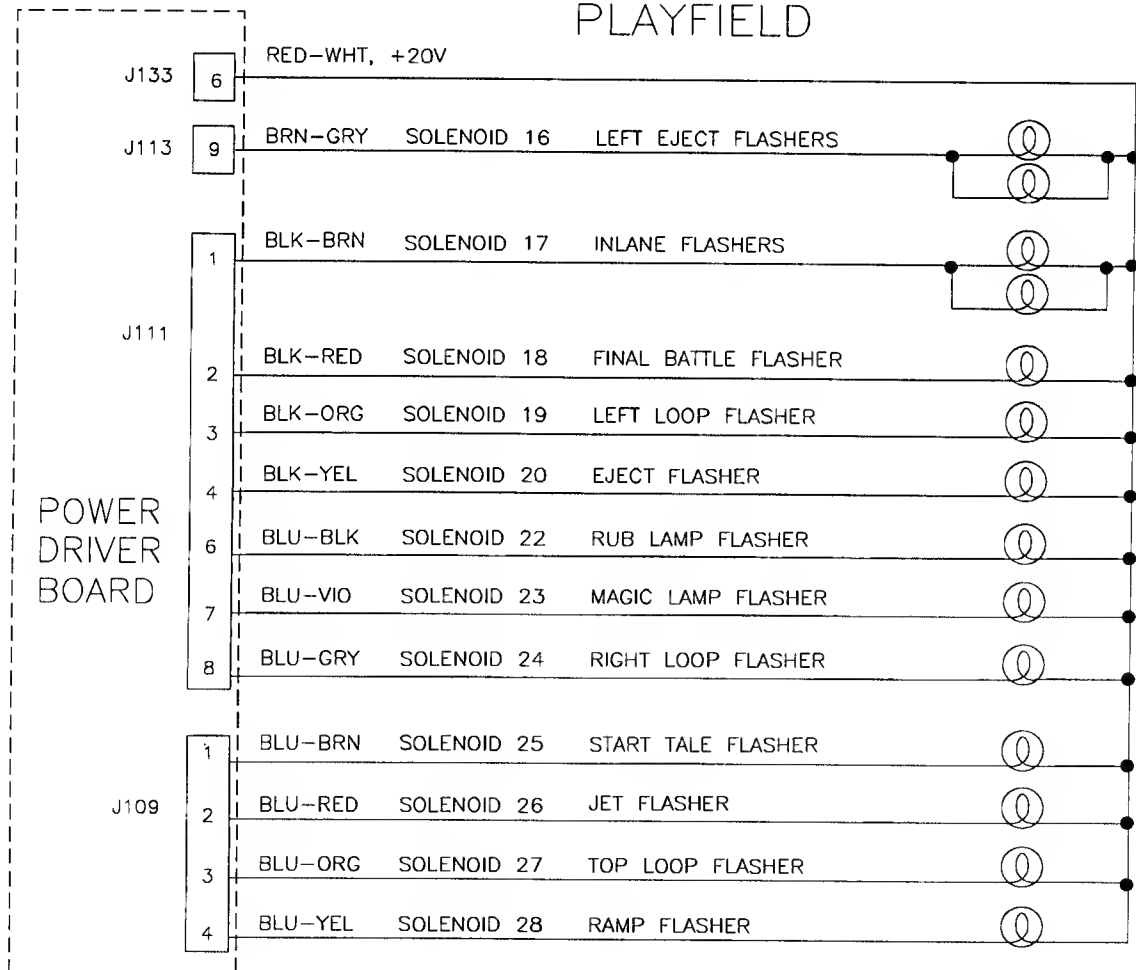 PLAYFIELD
RED-WHT, +20V
J133 6
J113 9 BRN-GRY SOLENOID 16 LEFT EJECT FLASHERS
J111
1 BLK-BRN SOLENOID 17 INLANE FLASHERS
2 BLK-RED SOLENOID 18 FINAL BATTLE FLASHER
3 BLK-ORG SOLENOID 19 LEFT LOOP FLASHER
4 BLK-YEL SOLENOID 20 EJECT FLASHER
6 BLU-BLK SOLENOID 22 RUB LAMP FLASHER
7 BLU-VIO SOLENOID 23 MAGIC LAMP FLASHER
8 BLU-GRY SOLENOID 24 RIGHT LOOP FLASHER
POWER
DRIVER
BOARD
J109
1 BLU-BRN SOLENOID 25 START TALE FLASHER
2 BLU-RED SOLENOID 26 JET FLASHER
3 BLU-ORG SOLENOID 27 TOP LOOP FLASHER
4 BLU-YEL SOLENOID 28 RAMP FLASHER